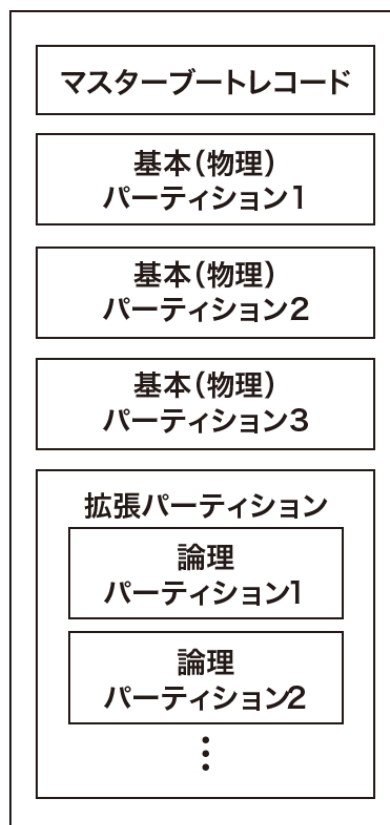 マスターブートレコード
基本(物理)
パーティション1
基本(物理)
パーティション2
基本(物理)
パーティション3
拡張パーティション
論理
パーティション1
論理
パーティション2
⋮